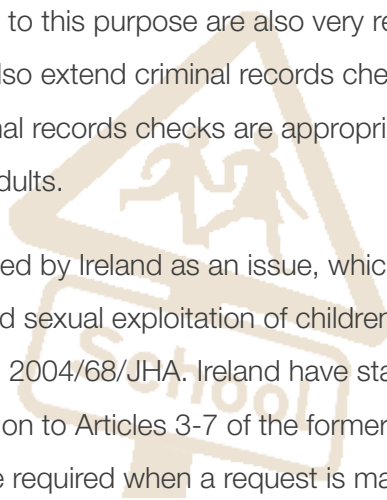 to this purpose are also very re
lso extend criminal records che
nal records checks are appropri
dults.
ed by Ireland as an issue, whic
d sexual exploitation of children
2004/68/JHA. Ireland have sta
School
on to Articles 3-7 of the former
e required when a request is ma